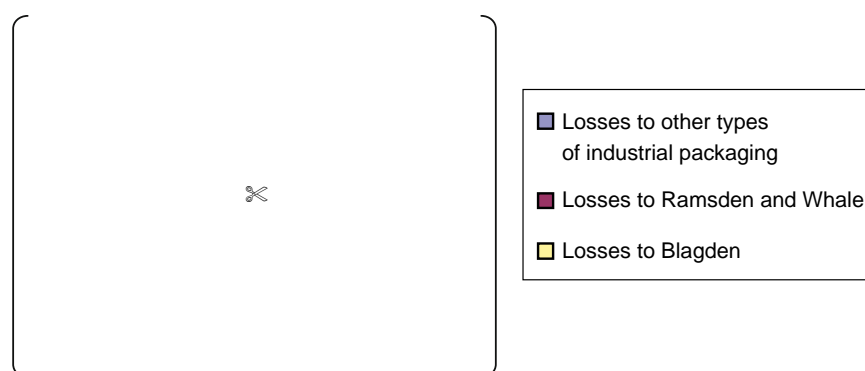 ✂
Losses to other types
of industrial packaging
Losses to Ramsden and Whale
Losses to Blagden